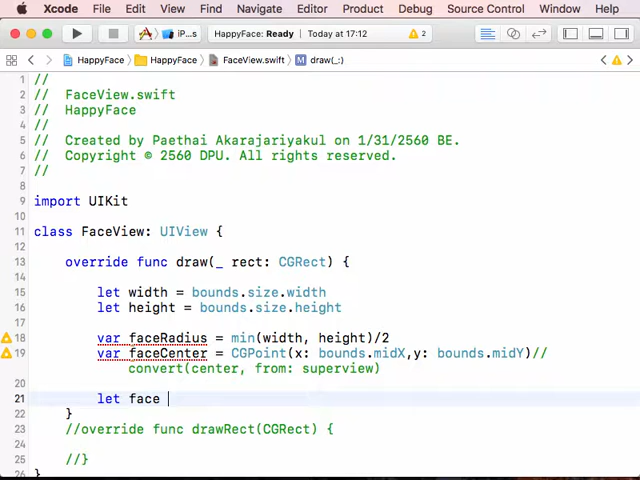 Xcode File Edit View Find Navigate Editor Product Debug Source Control Window
iP... HappyFace: Ready | Today at 17:12 2
HappyFace HappyFace FaceView.swift M draw(_:)
1 //
2 //  FaceView.swift
3 //  HappyFace
4 //
5 //  Created by Paethai Akarajariyakul on 1/31/2560 BE.
6 //  Copyright © 2560 DPU. All rights reserved.
7 //
8
9 import UIKit
10
11 class FaceView: UIView {
12
13 override func draw(_ rect: CGRect) {
14
15 let width = bounds.size.width
16 let height = bounds.size.height
17
18 var faceRadius = min(width, height)/2
19 var faceCenter = CGPoint(x: bounds.midX,y: bounds.midY)//
convert(center, from: superview)
20
21 let face
22 }
23 //override func drawRect(CGRect) {
24
25 //}
26 }